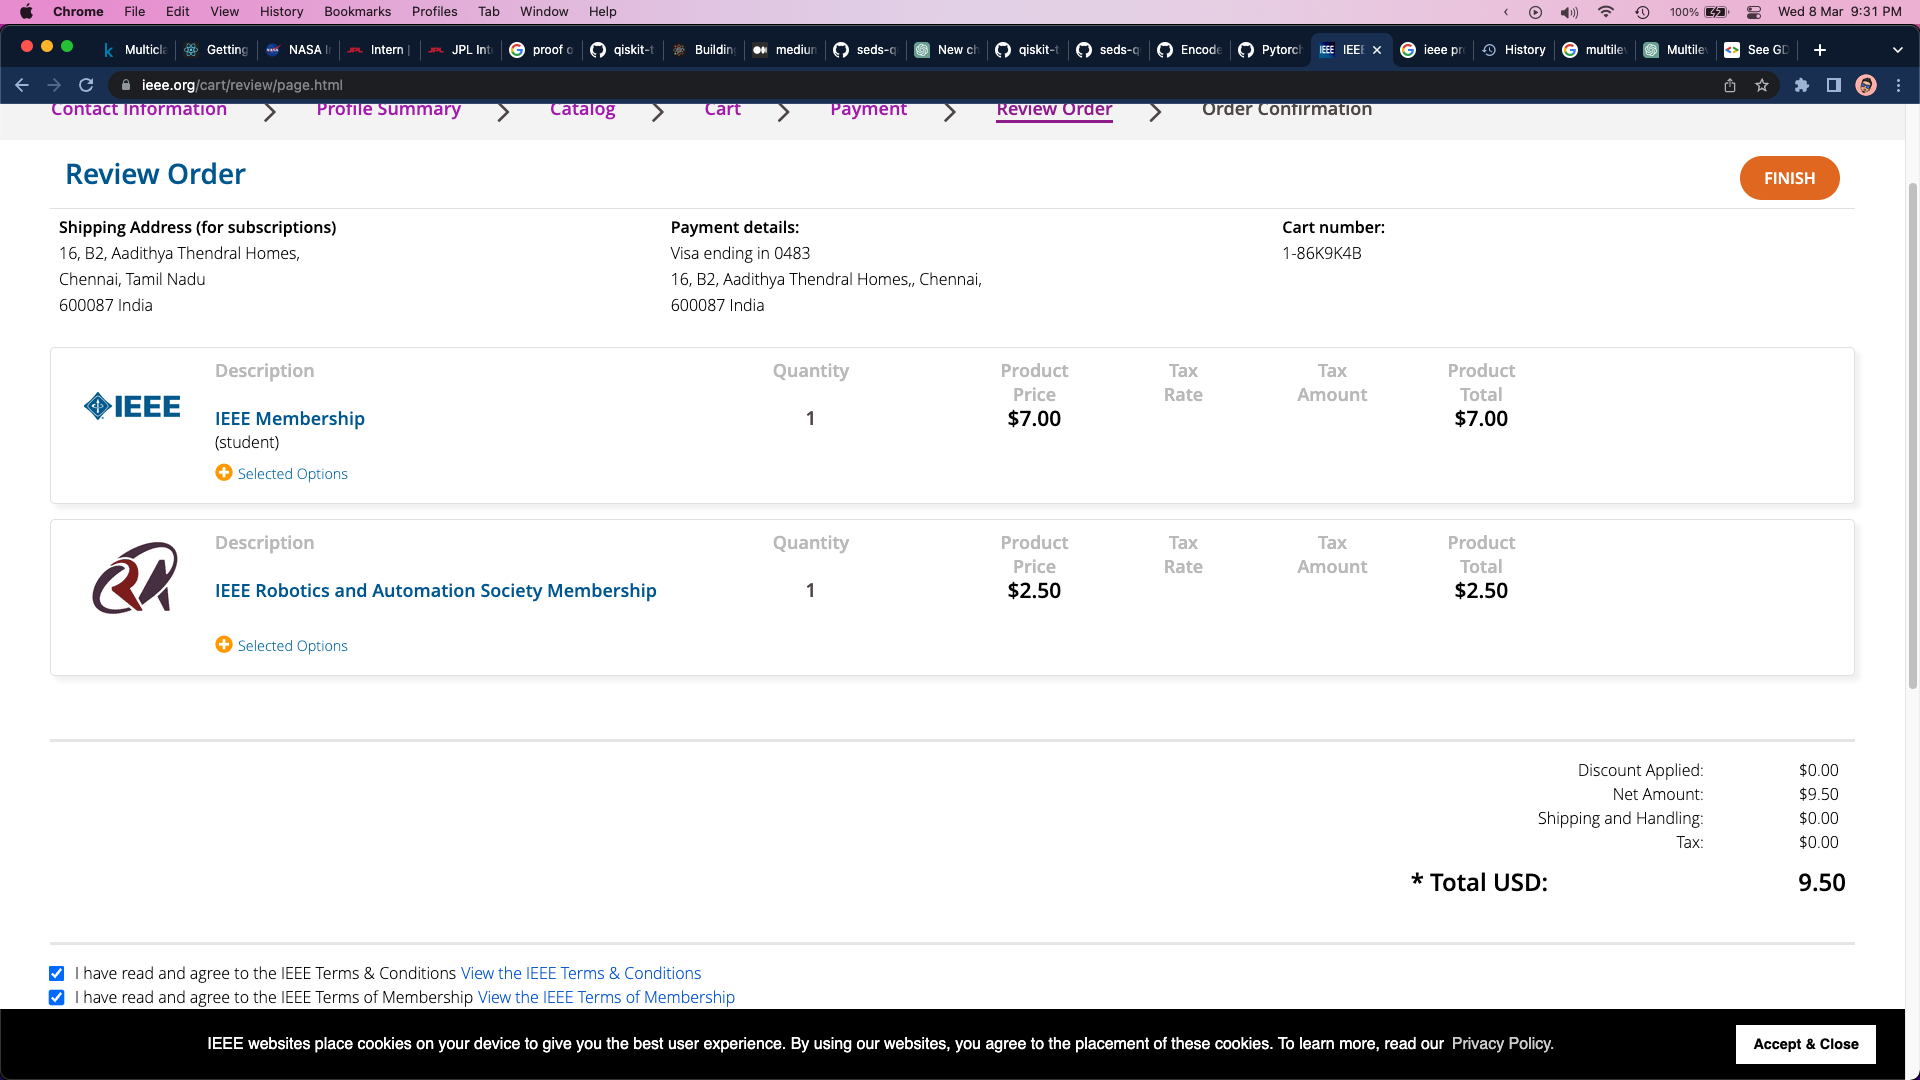 Chrome File Edit View History Bookmarks Profiles Tab Window Help 100% Wed 8 Mar 9:31 PM
Multicla Getting NASA I Intern | JPL Int proof o qiskit-t Building medium seds-q New ch qiskit-t seds-q Encode Pytorch IEEE IEEE ieee pro History multilev Multilev See GD
ieee.org/cart/review/page.html
Contact Information Profile Summary Catalog Cart Payment Review Order Order Confirmation
Review Order
FINISH
Shipping Address (for subscriptions)
16, B2, Aadithya Thendral Homes,
Chennai, Tamil Nadu
600087 India
Payment details:
Visa ending in 0483
16, B2, Aadithya Thendral Homes,, Chennai,
600087 India
Cart number:
1-86K9K4B
IEEE
Description Quantity Product Price Tax Rate Tax Amount Product Total
IEEE Membership 1 $7.00 $7.00
(student)
Selected Options
Description Quantity Product Price Tax Rate Tax Amount Product Total
IEEE Robotics and Automation Society Membership 1 $2.50 $2.50
Selected Options
Discount Applied: $0.00
Net Amount: $9.50
Shipping and Handling: $0.00
Tax: $0.00
* Total USD: 9.50
I have read and agree to the IEEE Terms & Conditions View the IEEE Terms & Conditions
I have read and agree to the IEEE Terms of Membership View the IEEE Terms of Membership
IEEE websites place cookies on your device to give you the best user experience. By using our websites, you agree to the placement of these cookies. To learn more, read our Privacy Policy.
Accept & Close